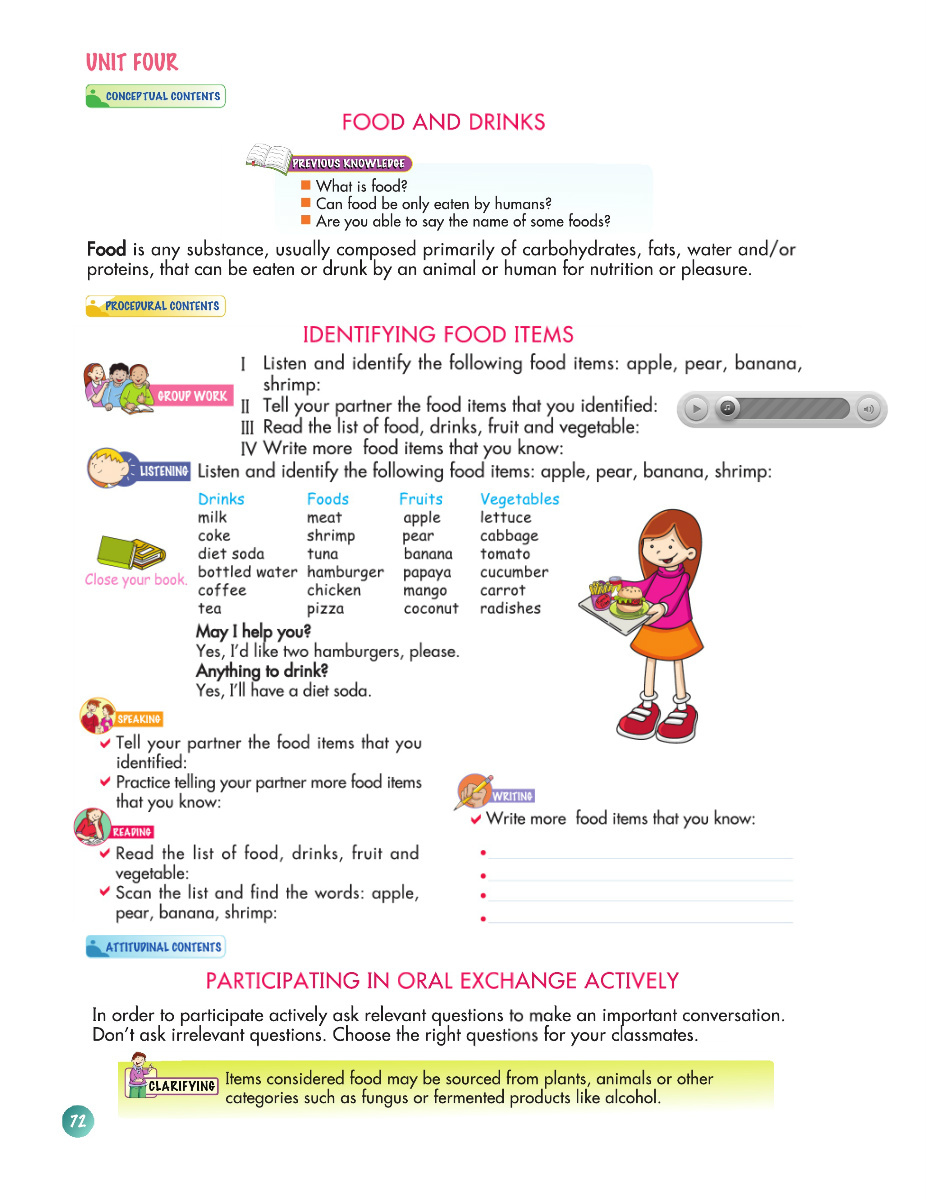 UNIT FOUR
CONCEPTUAL CONTENTS
FOOD AND DRINKS
PREVIOUS KNOWLEDGE
What is food?
Can food be only eaten by humans?
Are you able to say the name of some foods?
Food is any substance, usually composed primarily of carbohydrates, fats, water and/or
proteins, that can be eaten or drunk by an animal or human for nutrition or pleasure.
PROCEDURAL CONTENTS
IDENTIFYING FOOD ITEMS
GROUP WORK
I Listen and identify the following food items: apple, pear, banana,
shrimp:
II Tell your partner the food items that you identified:
III Read the list of food, drinks, fruit and vegetable:
IV Write more food items that you know:
LISTENING
Listen and identify the following food items: apple, pear, banana, shrimp:
Drinks Foods Fruits Vegetables
milk meat apple lettuce
coke shrimp pear cabbage
diet soda tuna banana tomato
bottled water hamburger papaya cucumber
coffee chicken mango carrot
tea pizza coconut radishes
Close your book.
May I help you?
Yes, I'd like two hamburgers, please.
Anything to drink?
Yes, I'll have a diet soda.
SPEAKING
Tell your partner the food items that you
identified:
Practice telling your partner more food items
that you know:
READING
Read the list of food, drinks, fruit and
vegetable:
Scan the list and find the words: apple,
pear, banana, shrimp:
WRITING
Write more food items that you know:
ATTITUDINAL CONTENTS
PARTICIPATING IN ORAL EXCHANGE ACTIVELY
In order to participate actively ask relevant questions to make an important conversation.
Don't ask irrelevant questions. Choose the right questions for your classmates.
CLARIFYING
Items considered food may be sourced from plants, animals or other
categories such as fungus or fermented products like alcohol.
72